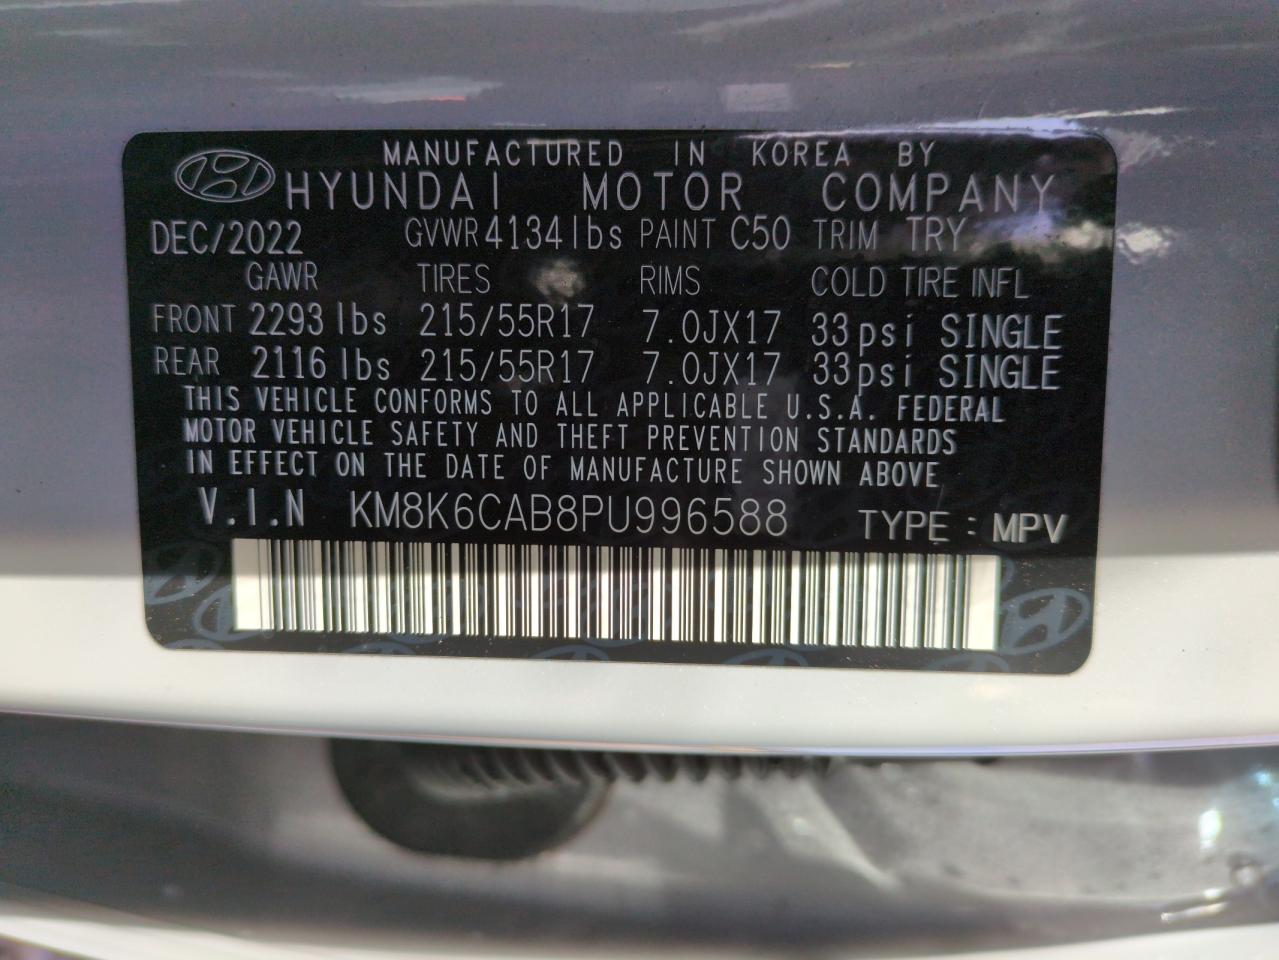 MANUFACTURED IN KOREA BY
HYUNDAI MOTOR COMPANY
DEC/2022 GVWR 4134lbs PAINT C50 TRIM TRY
GAWR TIRES RIMS COLD TIRE INFL
FRONT 2293 lbs 215/55R17 7.0JX17 33psi SINGLE
REAR 2116 lbs 215/55R17 7.0JX17 33psi SINGLE
THIS VEHICLE CONFORMS TO ALL APPLICABLE U.S.A. FEDERAL
MOTOR VEHICLE SAFETY AND THEFT PREVENTION STANDARDS
IN EFFECT ON THE DATE OF MANUFACTURE SHOWN ABOVE
V.I.N KM8K6CAB8PU996588 TYPE : MPV